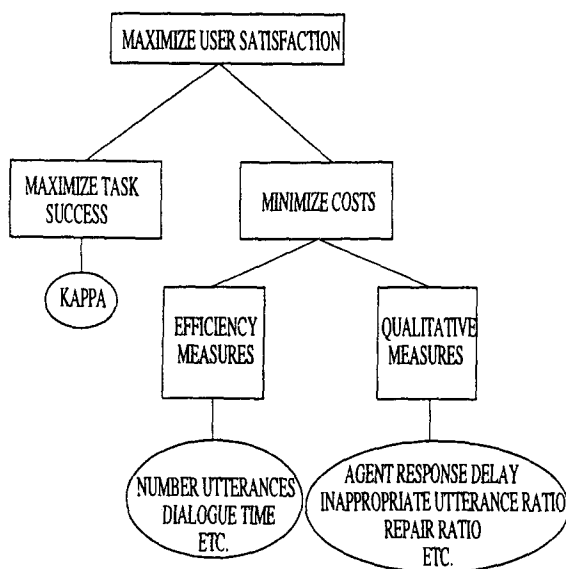 MAXIMIZE USER SATISFACTION
MAXIMIZE TASK
SUCCESS
MINIMIZE COSTS
KAPPA
EFFICIENCY
MEASURES
QUALITATIVE
MEASURES
NUMBER UTTERANCES
DIALOGUE TIME
ETC.
AGENT RESPONSE DELAY
INAPPROPRIATE UTTERANCE RATIO
REPAIR RATIO
ETC.